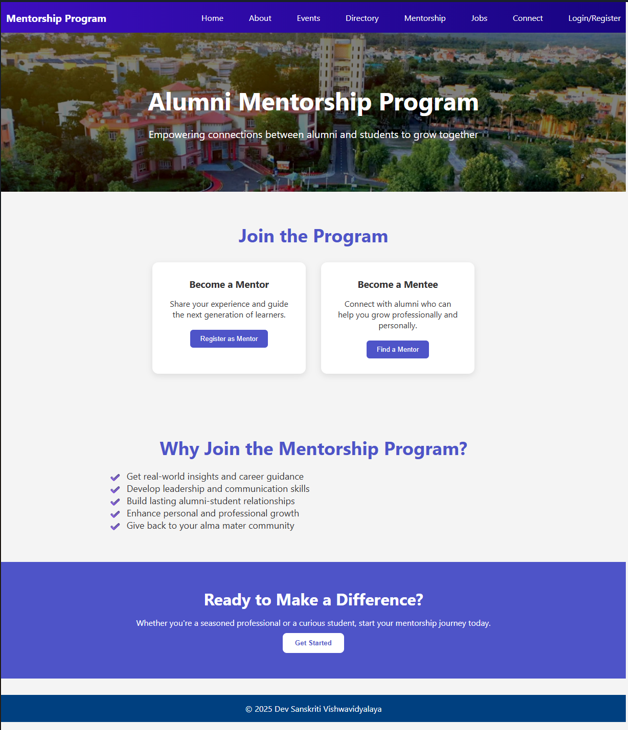 Mentorship Program
Home About Events Directory Mentorship Jobs Connect Login/Register
Alumni Mentorship Program
Empowering connections between alumni and students to grow together
Join the Program
Become a Mentor
Share your experience and guide
the next generation of learners.
Register as Mentor
Become a Mentee
Connect with alumni who can
help you grow professionally and
personally.
Find a Mentor
Why Join the Mentorship Program?
Get real-world insights and career guidance
Develop leadership and communication skills
Build lasting alumni-student relationships
Enhance personal and professional growth
Give back to your alma mater community
Ready to Make a Difference?
Whether you're a seasoned professional or a curious student, start your mentorship journey today.
Get Started
© 2025 Dev Sanskriti Vishwavidyalaya